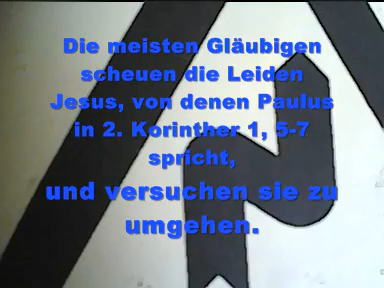 Die meisten Gläubigen
scheuen die Leiden
Jesus, von denen Paulus
in 2. Korinther 1, 5-7
spricht,
und versuchen sie zu
umgehen.